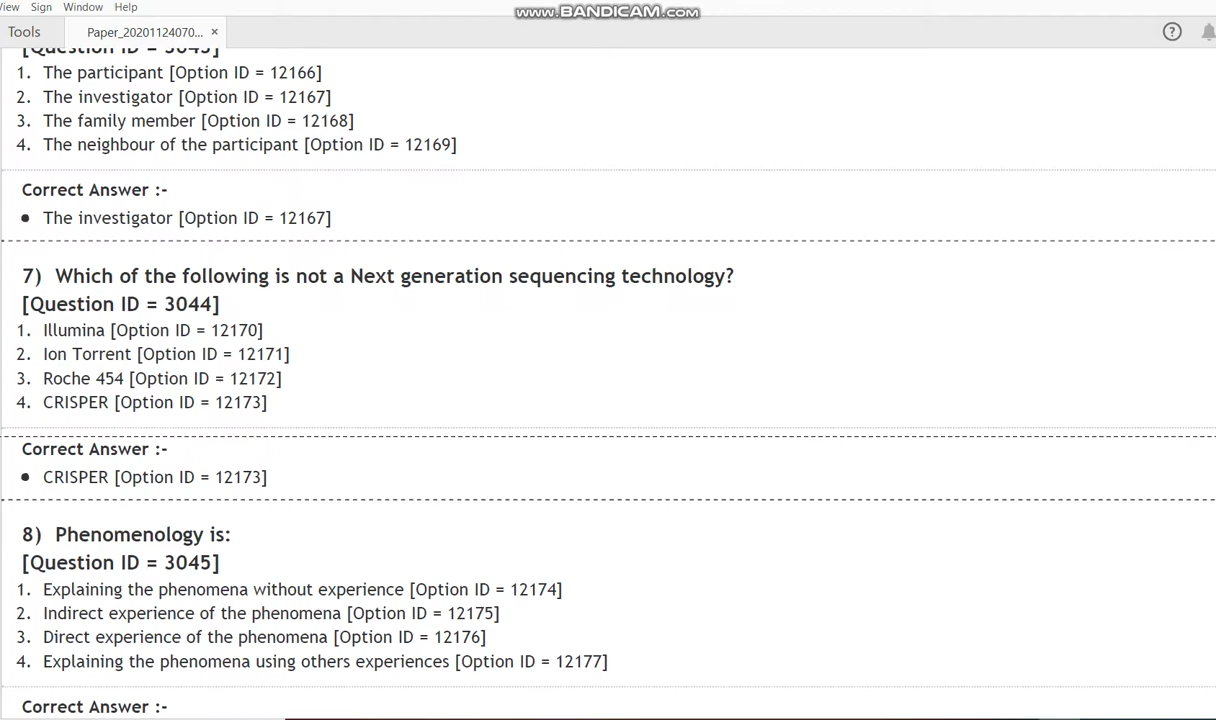 View Sign Window Help
www.BANDICAM.com
Tools Paper_20201124070... ×
?
[Question ID = 3043]
1. The participant [Option ID = 12166]
2. The investigator [Option ID = 12167]
3. The family member [Option ID = 12168]
4. The neighbour of the participant [Option ID = 12169]
Correct Answer :-
• The investigator [Option ID = 12167]
7) Which of the following is not a Next generation sequencing technology?
[Question ID = 3044]
1. Illumina [Option ID = 12170]
2. Ion Torrent [Option ID = 12171]
3. Roche 454 [Option ID = 12172]
4. CRISPER [Option ID = 12173]
Correct Answer :-
• CRISPER [Option ID = 12173]
8) Phenomenology is:
[Question ID = 3045]
1. Explaining the phenomena without experience [Option ID = 12174]
2. Indirect experience of the phenomena [Option ID = 12175]
3. Direct experience of the phenomena [Option ID = 12176]
4. Explaining the phenomena using others experiences [Option ID = 12177]
Correct Answer :-